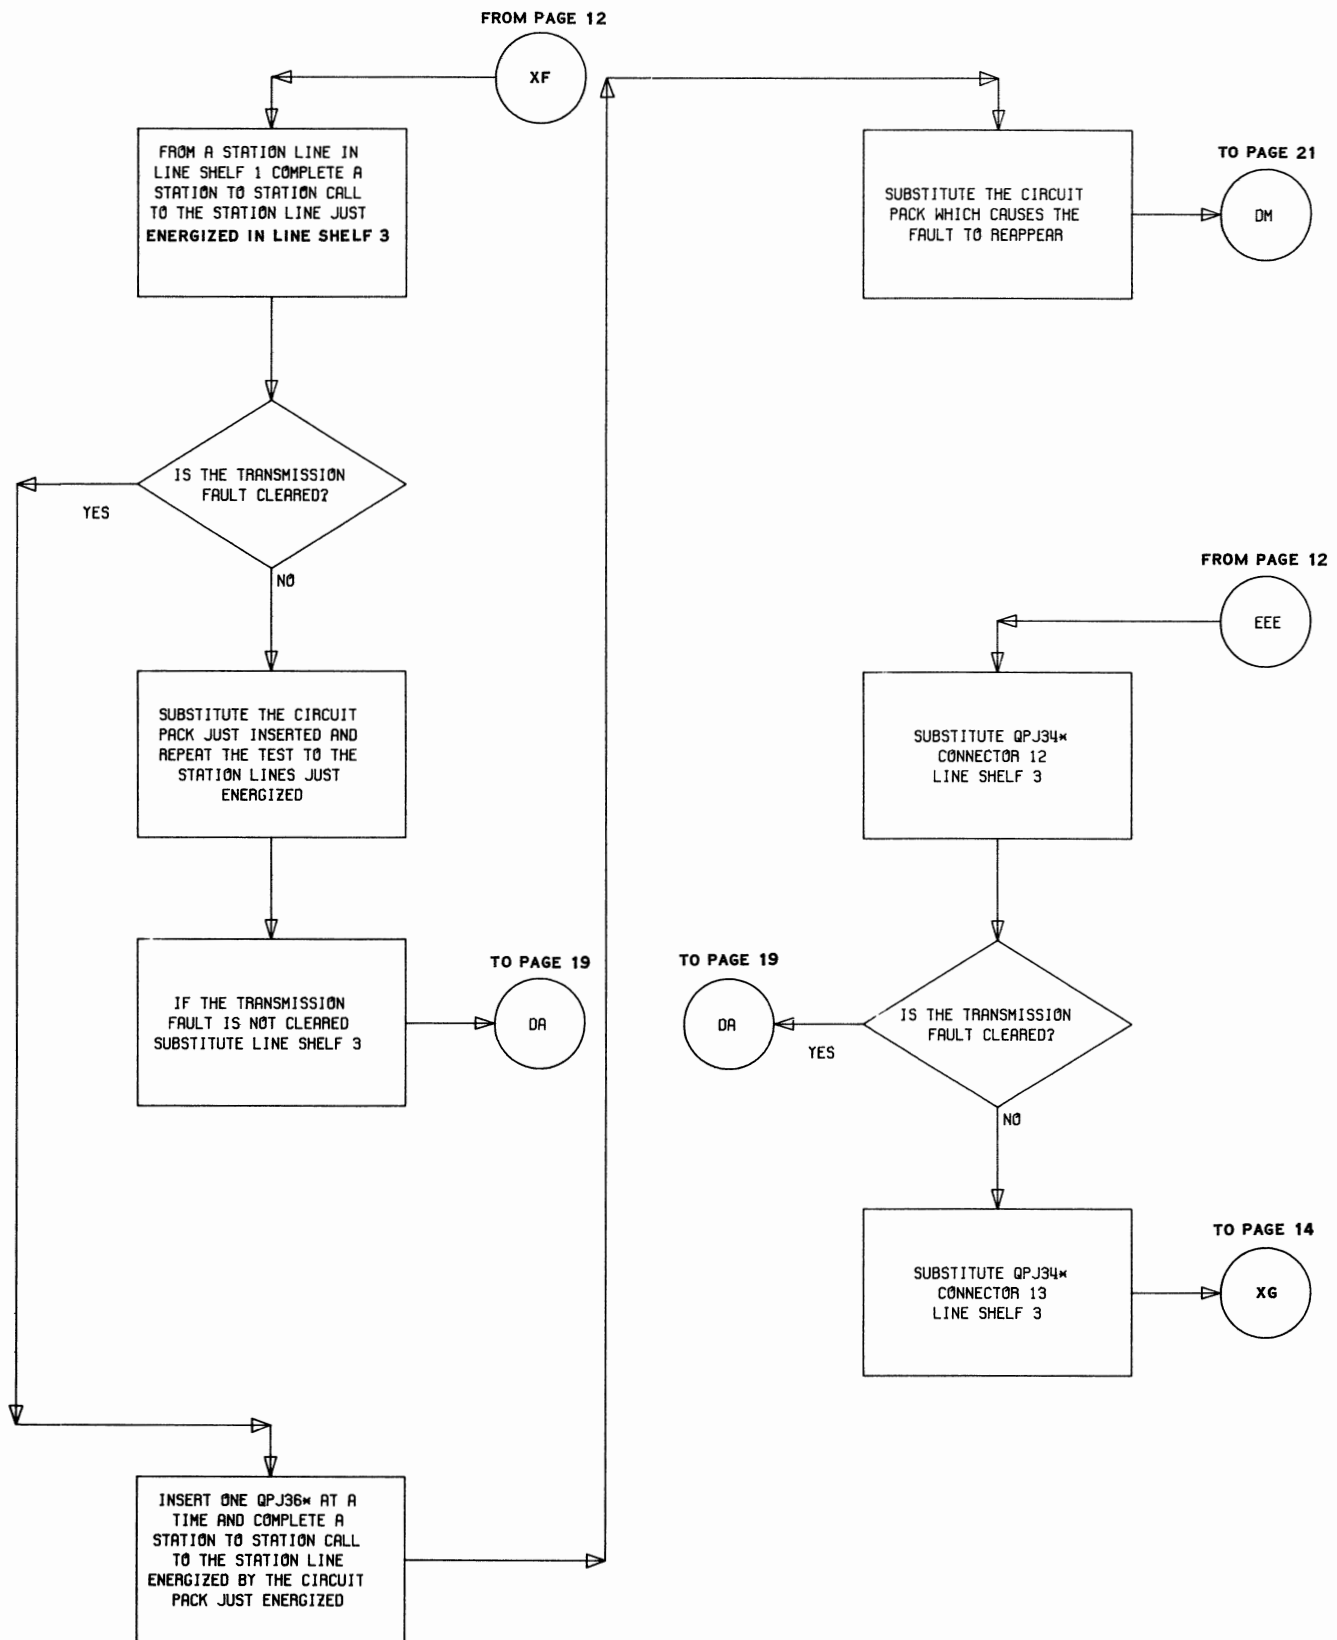 FROM PAGE 12
XF
FROM A STATION LINE IN
LINE SHELF 1 COMPLETE A
STATION TO STATION CALL
TO THE STATION LINE JUST
ENERGIZED IN LINE SHELF 3
IS THE TRANSMISSION
FAULT CLEARED?
YES
NO
SUBSTITUTE THE CIRCUIT
PACK JUST INSERTED AND
REPEAT THE TEST TO THE
STATION LINES JUST
ENERGIZED
IF THE TRANSMISSION
FAULT IS NOT CLEARED
SUBSTITUTE LINE SHELF 3
TO PAGE 19
DA
INSERT ONE QPJ36* AT A
TIME AND COMPLETE A
STATION TO STATION CALL
TO THE STATION LINE
ENERGIZED BY THE CIRCUIT
PACK JUST ENERGIZED
SUBSTITUTE THE CIRCUIT
PACK WHICH CAUSES THE
FAULT TO REAPPEAR
TO PAGE 21
DM
FROM PAGE 12
EEE
SUBSTITUTE QPJ34*
CONNECTOR 12
LINE SHELF 3
IS THE TRANSMISSION
FAULT CLEARED?
TO PAGE 19
DA
YES
NO
SUBSTITUTE QPJ34*
CONNECTOR 13
LINE SHELF 3
TO PAGE 14
XG